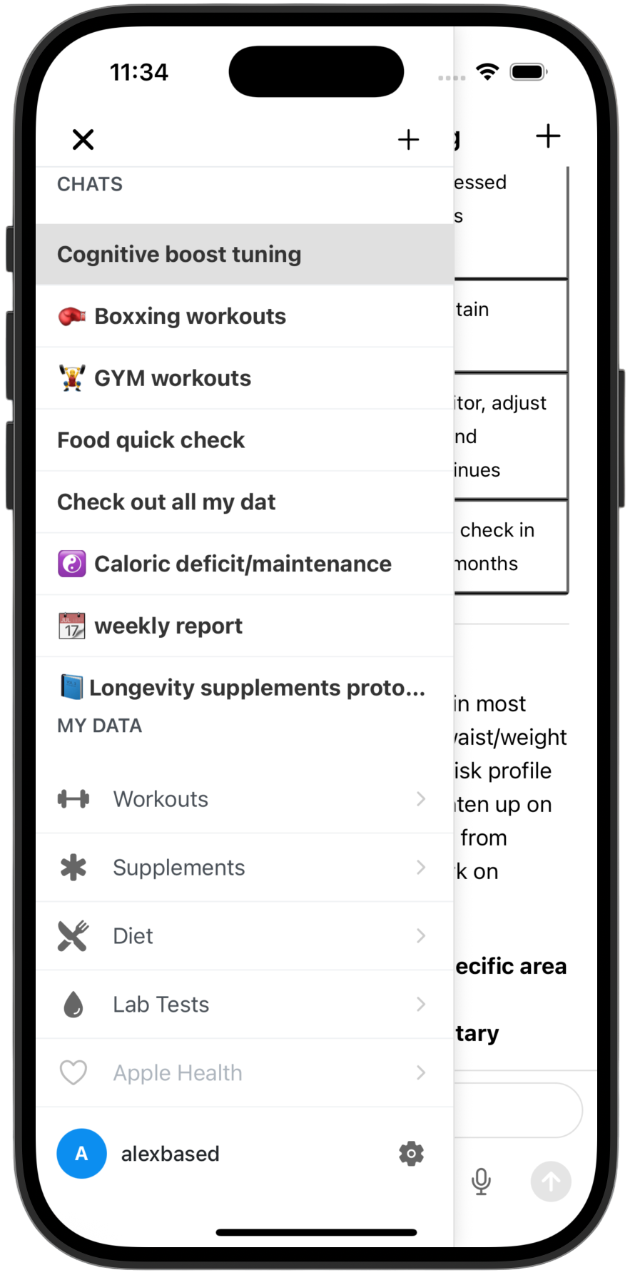 11:34
CHATS
Cognitive boost tuning
Boxxing workouts
GYM workouts
Food quick check
Check out all my dat
Caloric deficit/maintenance
17
weekly report
Longevity supplements proto...
MY DATA
Workouts
Supplements
Diet
Lab Tests
Apple Health
A
alexbased
essed
s
tain
itor, adjust
nd
inues
check in
months
in most
vaist/weight
isk profile
ten up on
from
k on
ecific area
tary